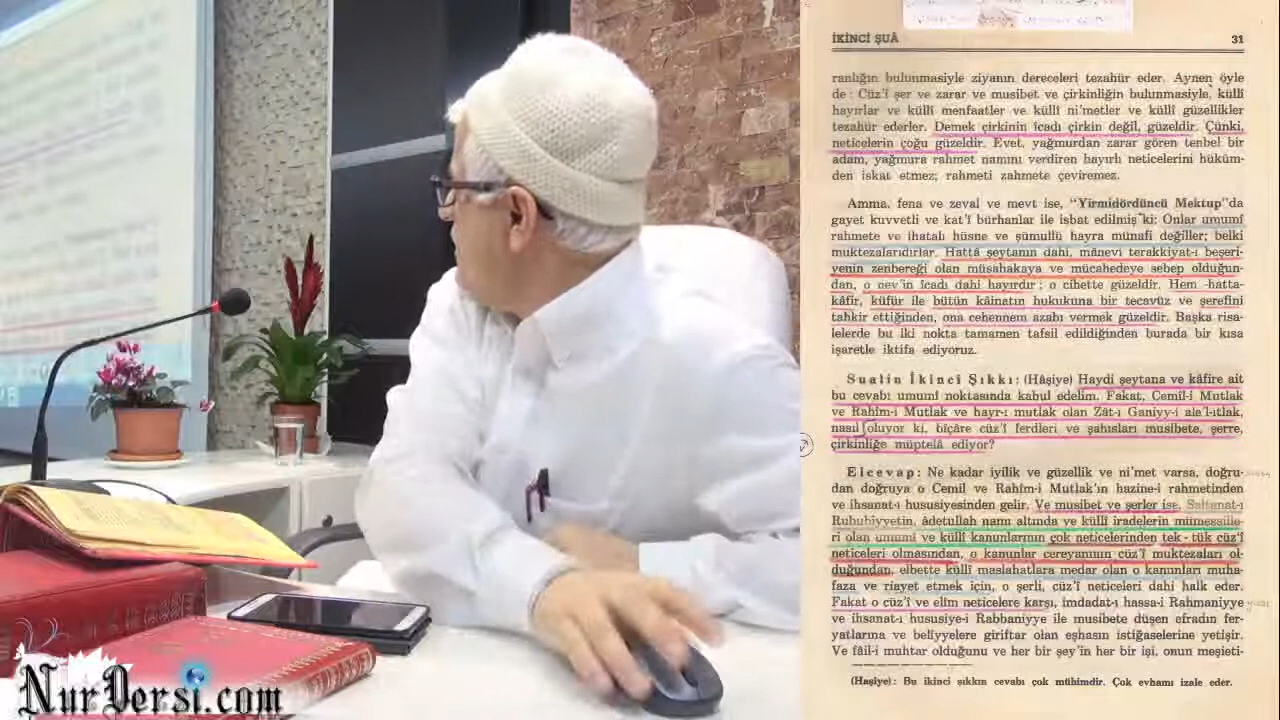 İKİNCİ ŞUÂ 31
ranlığın bulunmasiyle ziyanın dereceleri tezahür eder. Aynen öyle
de : Cüz'î şer ve zarar ve musibet ve çirkinliğin bulunmasiyle, küllî
hayırlar ve küllî menfaatler ve küllî ni'metler ve küllî güzellikler
tezahür ederler. Demek çirkinin îcadı çirkin değil, güzeldir. Çünki,
neticelerin çoğu güzeldir. Evet, yağmurdan zarar gören tenbel bir
adam, yağmura rahmet namını verdiren hayırlı neticelerini hüküm-
den iskat etmez; rahmeti zahmete çeviremez.
Amma, fena ve zeval ve mevt ise, "Yirmidördüncü Mektup"da
gayet kuvvetli ve kat'î bürhanlar ile isbat edilmiş ki: Onlar umumî
rahmete ve ihatalı hüsne ve şümullü hayra münafi değiller; belki
muktezalarıdırlar. Hattâ şeytanın dahi, mânevi terakkiyat-ı beşeri-
yenin zenbereği olan müsabakaya ve mücahedeye sebep olduğun-
dan, o nev'in îcadı dahi hayırdır; o cihette güzeldir. Hem hatta-
kâfir, küfür ile bütün kâinatın hukukuna bir tecavüz ve şerefini
tahkir ettiğinden, ona cehennem azabı vermek güzeldir. Başka risa-
lelerde bu iki nokta tamamen tafsil edildiğinden burada bir kısa
işaretle iktifa ediyoruz.
Sualin İkinci Şıkkı: (Hâşiye) Haydi şeytana ve kâfire ait
bu cevabı umumî noktasında kabul edelim. Fakat, Cemîl-i Mutlak
ve Rahîm-i Mutlak ve hayr-ı mutlak olan Zât-ı Ganiyy-i ale'l-ıtlak,
nasıl oluyor ki, bîçâre cüz'î ferdleri ve şahısları musibete, şerre,
çirkinliğe müptelâ ediyor?
Elcevap: Ne kadar iyilik ve güzellik ve ni'met varsa, doğru-
dan doğruya o Cemîl ve Rahîm-i Mutlak'ın hazine-i rahmetinden
ve ihsanat-ı hususiyesinden gelir. Ve musibet ve şerler ise, Saltanat-ı
Rububiyyetin, âdetullah namı altında ve küllî iradelerin mümessille-
ri olan umumî ve küllî kanunlarının çok neticelerinden tek-tük cüz'î
neticeleri olmasından, o kanunlar cereyanının cüz'î muktezaları ol-
duğundan, elbette küllî maslahatlara medar olan o kanunları muha-
faza ve riayet etmek için, o şerli, cüz'î neticeleri dahi halk eder.
Fakat o cüz'î ve elîm neticelere karşı, imdadat-ı hassa-i Rahmaniyye
ve ihsanat-ı hususiye-i Rabbaniyye ile musibete düşen efradın fer-
yatlarına ve beliyyelere giriftar olan eşhasın istiğaselerine yetişir.
Ve fâil-i muhtar olduğunu ve her bir şey'in her bir işi, onun meşieti-
(Haşiye): Bu ikinci şıkkın cevabı çok mühimdir. Çok evhamı izale eder.
NurDersi.com